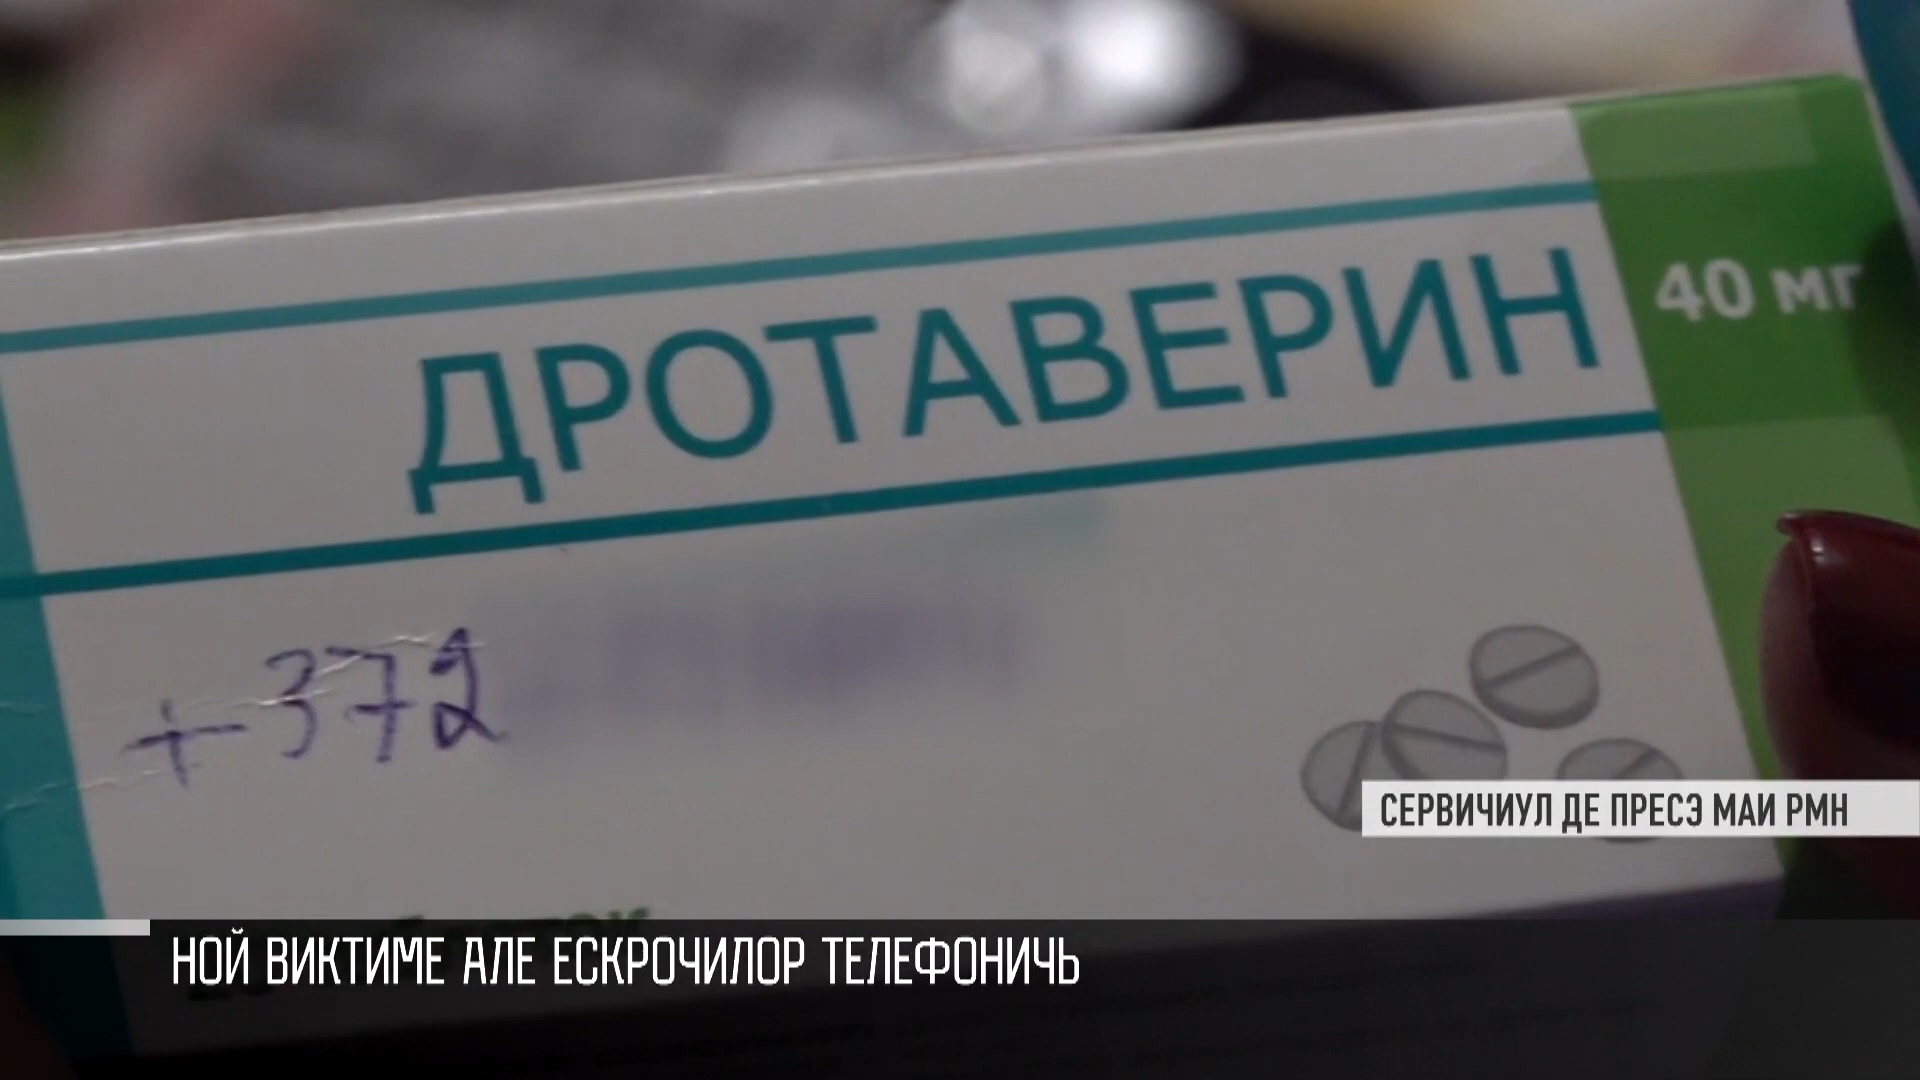 ДРОТАВЕРИН
40 мг
+372
СЕРВИЧИУЛ ДЕ ПРЕСЭ МАИ РМН
НОЙ ВИКТИМЕ АЛЕ ЕСКРОЧИЛОР ТЕЛЕФОНИЧЬ